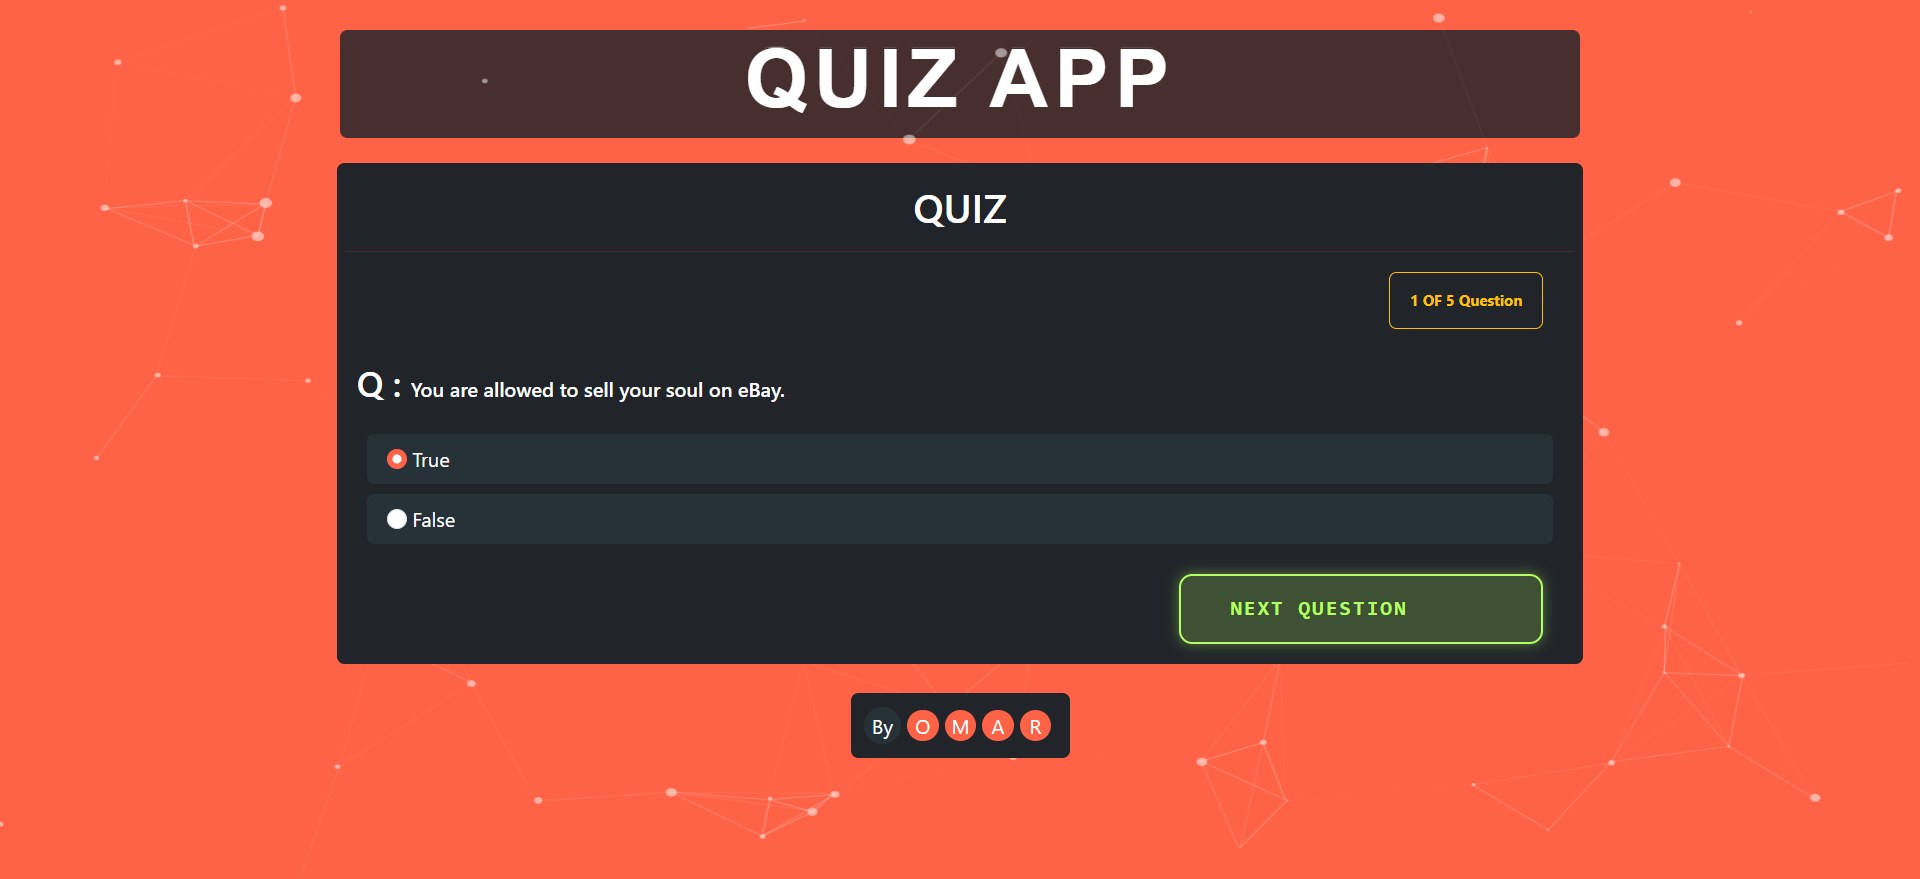 QUIZ APP
QUIZ
1 OF 5 Question
Q : You are allowed to sell your soul on eBay.
True
False
NEXT QUESTION
By O M A R